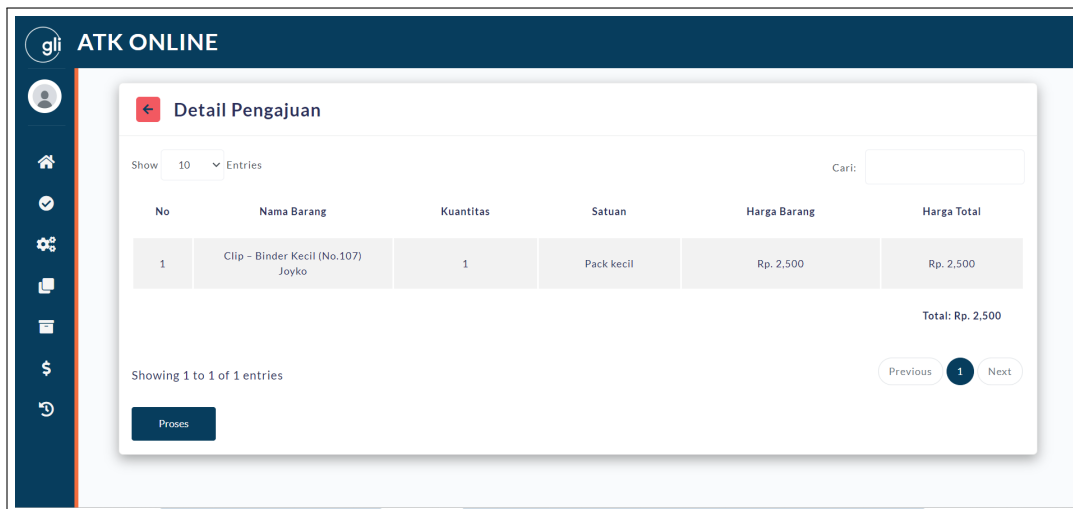 gli ATK ONLINE
Detail Pengajuan
Show 10 Entries Cari:
No Nama Barang Kuantitas Satuan Harga Barang Harga Total
1 Clip – Binder Kecil (No.107) 1 Pack kecil Rp. 2,500 Rp. 2,500
Joyko
Total: Rp. 2,500
Showing 1 to 1 of 1 entries Previous 1 Next
Proses